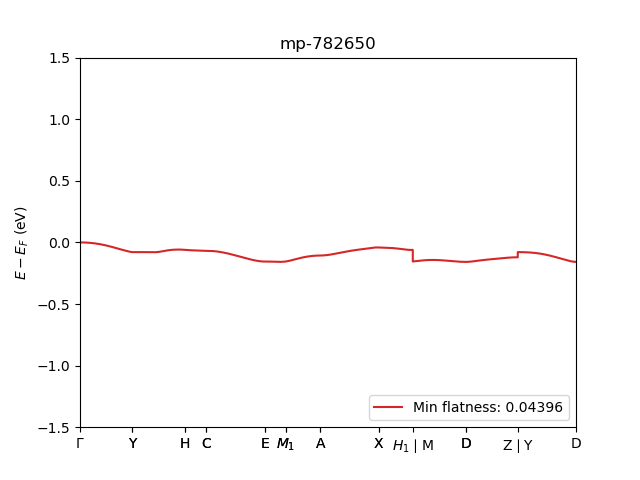 mp-782650
E − E_F (eV)
1.5
1.0
0.5
0.0
−0.5
−1.0
−1.5
Min flatness: 0.04396
Γ Y H C E M_1 A X H_1 | M D Z | Y D